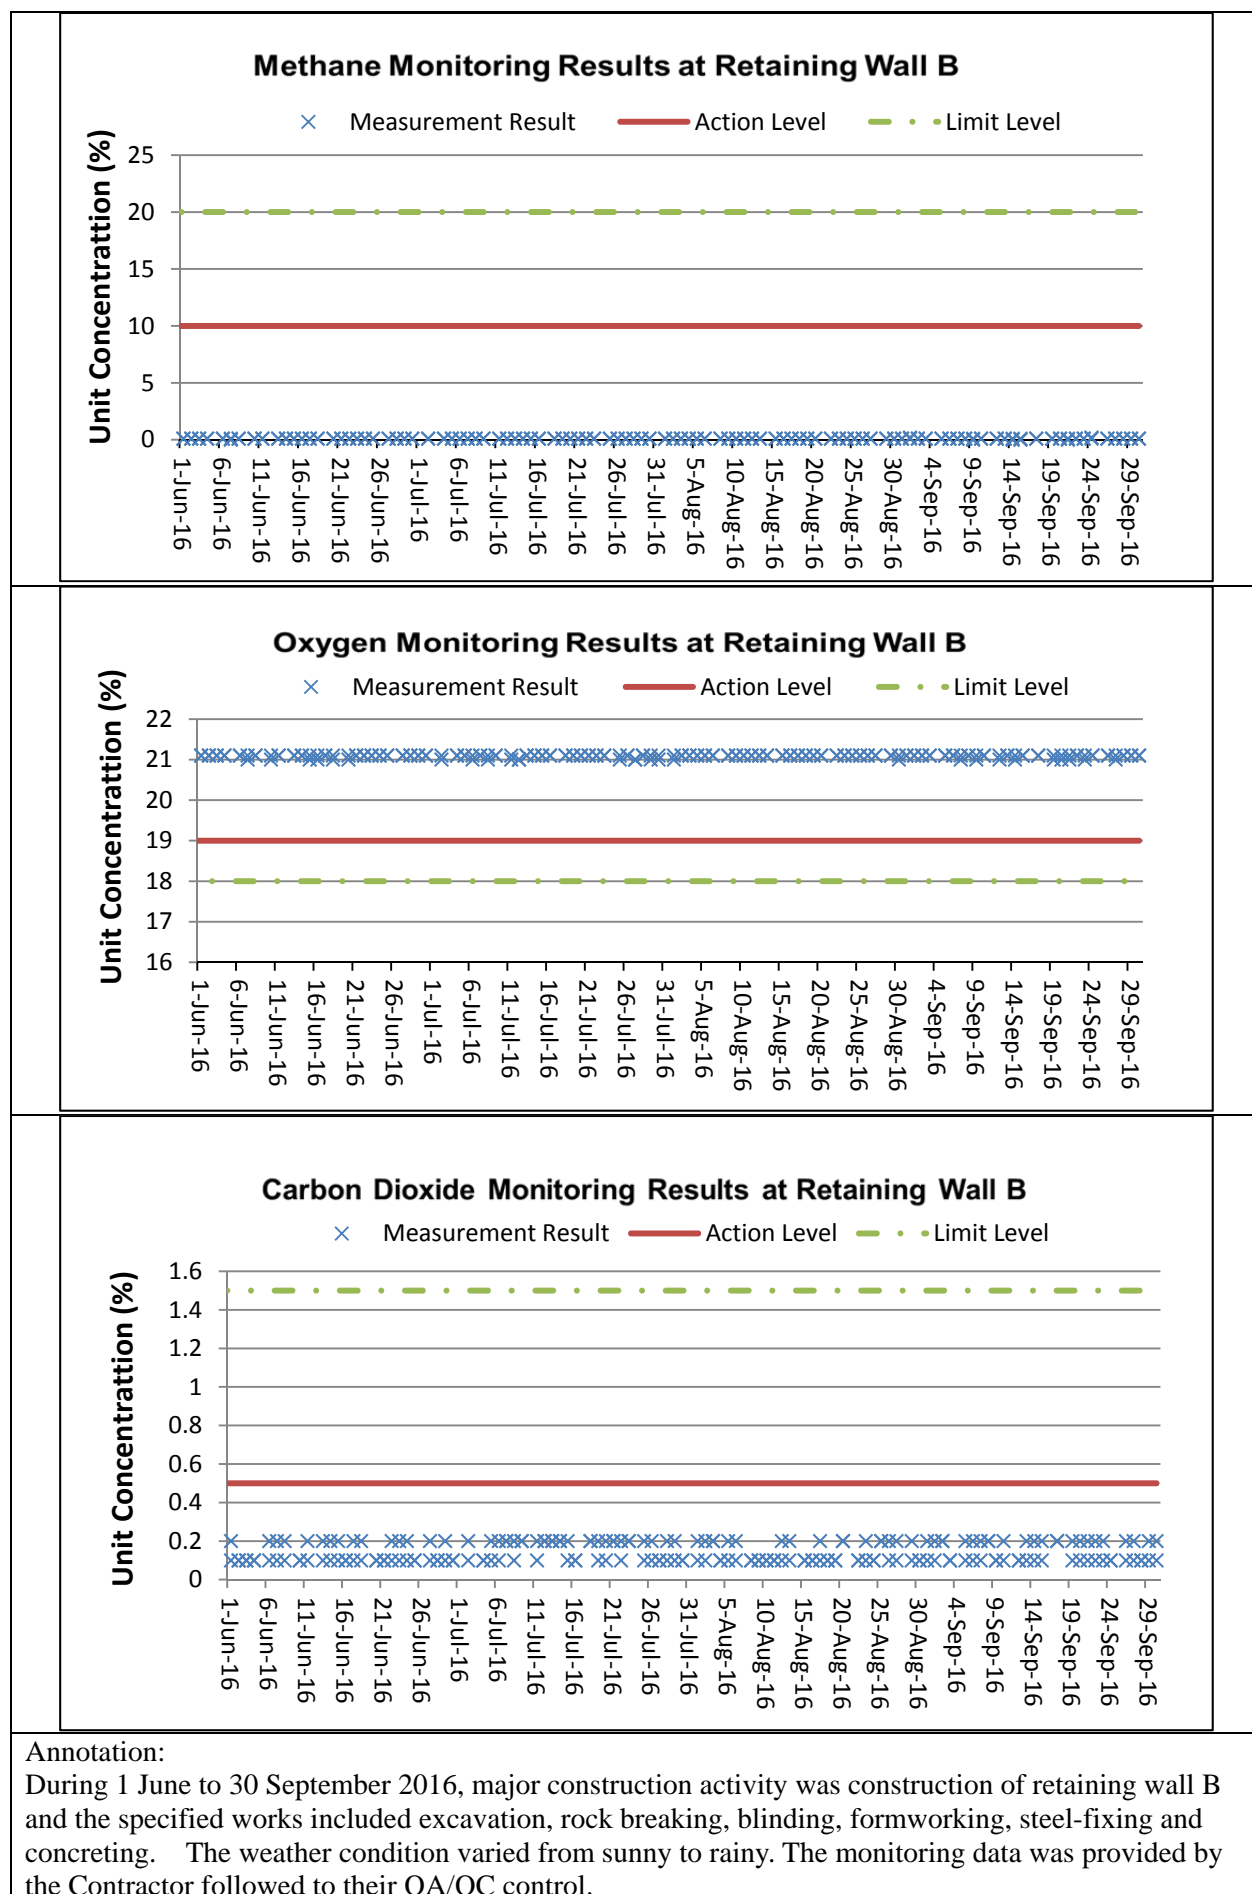 Methane Monitoring Results at Retaining Wall B
Measurement Result Action Level Limit Level
Unit Concentrattion (%)
25
20
15
10
5
0
1-Jun-16 6-Jun-16 11-Jun-16 16-Jun-16 21-Jun-16 26-Jun-16 1-Jul-16 6-Jul-16 11-Jul-16 16-Jul-16 21-Jul-16 26-Jul-16 31-Jul-16 5-Aug-16 10-Aug-16 15-Aug-16 20-Aug-16 25-Aug-16 30-Aug-16 4-Sep-16 9-Sep-16 14-Sep-16 19-Sep-16 24-Sep-16 29-Sep-16
Oxygen Monitoring Results at Retaining Wall B
Measurement Result Action Level Limit Level
Unit Concentrattion (%)
22
21
20
19
18
17
16
1-Jun-16 6-Jun-16 11-Jun-16 16-Jun-16 21-Jun-16 26-Jun-16 1-Jul-16 6-Jul-16 11-Jul-16 16-Jul-16 21-Jul-16 26-Jul-16 31-Jul-16 5-Aug-16 10-Aug-16 15-Aug-16 20-Aug-16 25-Aug-16 30-Aug-16 4-Sep-16 9-Sep-16 14-Sep-16 19-Sep-16 24-Sep-16 29-Sep-16
Carbon Dioxide Monitoring Results at Retaining Wall B
Measurement Result Action Level Limit Level
Unit Concentrattion (%)
1.6
1.4
1.2
1
0.8
0.6
0.4
0.2
0
1-Jun-16 6-Jun-16 11-Jun-16 16-Jun-16 21-Jun-16 26-Jun-16 1-Jul-16 6-Jul-16 11-Jul-16 16-Jul-16 21-Jul-16 26-Jul-16 31-Jul-16 5-Aug-16 10-Aug-16 15-Aug-16 20-Aug-16 25-Aug-16 30-Aug-16 4-Sep-16 9-Sep-16 14-Sep-16 19-Sep-16 24-Sep-16 29-Sep-16
Annotation:
During 1 June to 30 September 2016, major construction activity was construction of retaining wall B
and the specified works included excavation, rock breaking, blinding, formworking, steel-fixing and
concreting. The weather condition varied from sunny to rainy. The monitoring data was provided by
the Contractor followed to their QA/QC control.